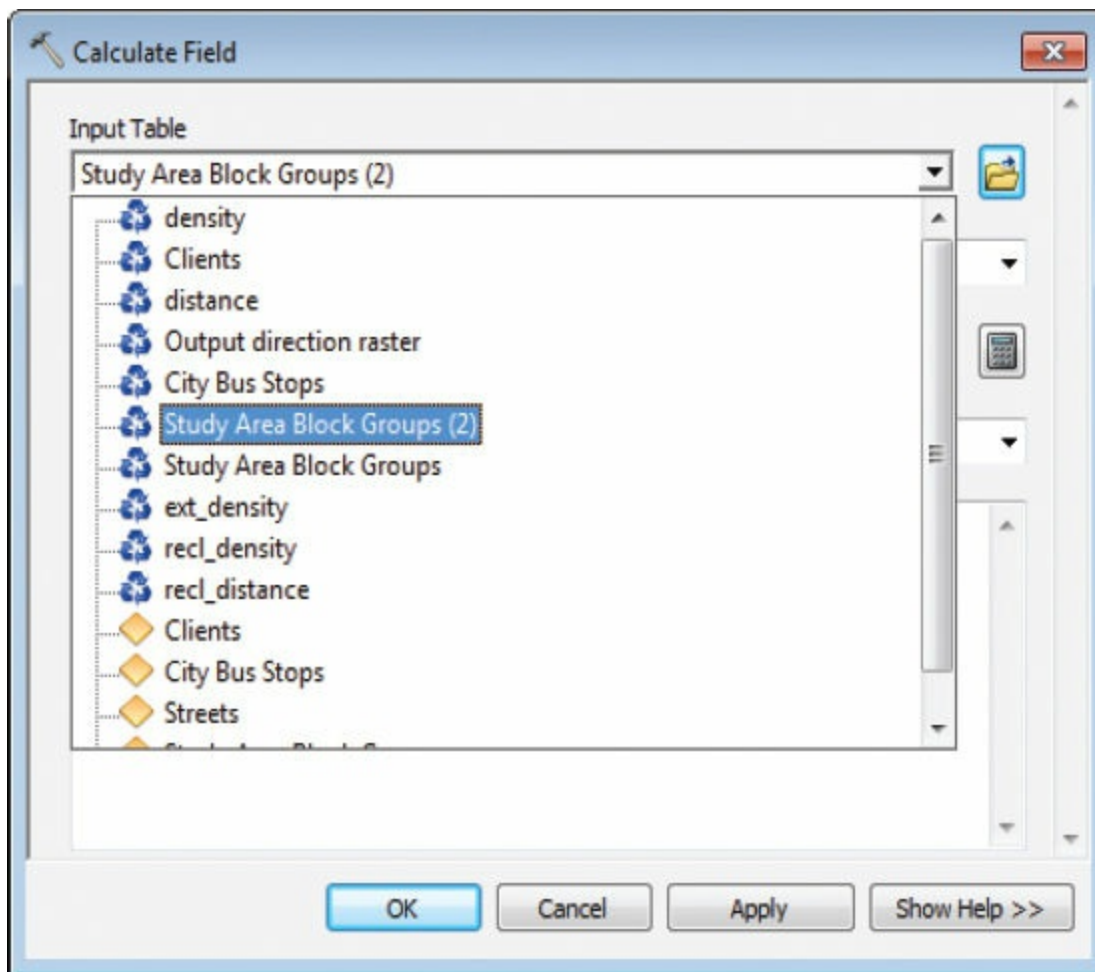 Calculate Field
Input Table
Study Area Block Groups (2)
density
Clients
distance
Output direction raster
City Bus Stops
Study Area Block Groups (2)
Study Area Block Groups
ext_density
recl_density
recl_distance
Clients
City Bus Stops
Streets
OK Cancel Apply Show Help >>